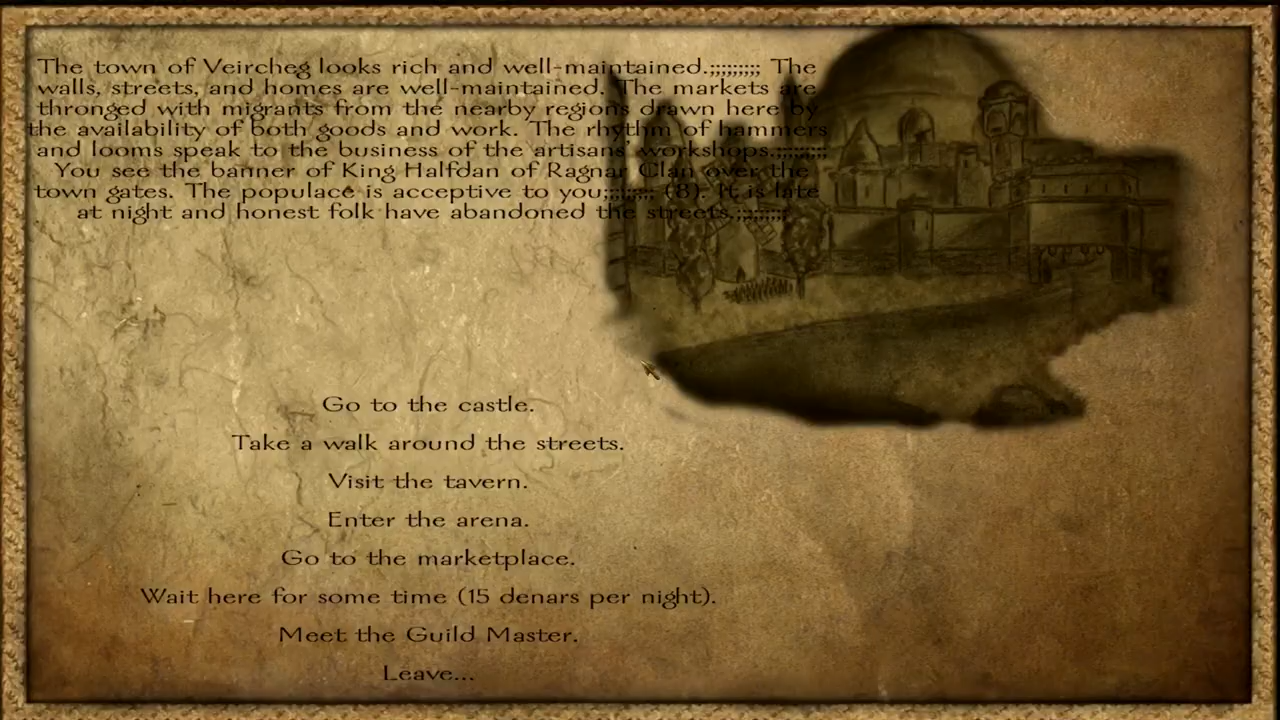 The town of Veircheg looks rich and well-maintained.;;;;;;;;; The
walls, streets, and homes are well-maintained. The markets are
thronged with migrants from the nearby regions drawn here by
the availability of both goods and work. The rhythm of hammers
and looms speak to the business of the artisans' workshops.;;;;;;;;;
You see the banner of King Halfdan of Ragnar Clan over the
town gates. The populace is acceptive to you;;;;;;;;; (8). It is late
at night and honest folk have abandoned the streets.;;;;;;;;;
Go to the castle.
Take a walk around the streets.
Visit the tavern.
Enter the arena.
Go to the marketplace.
Wait here for some time (15 denars per night).
Meet the Guild Master.
Leave...